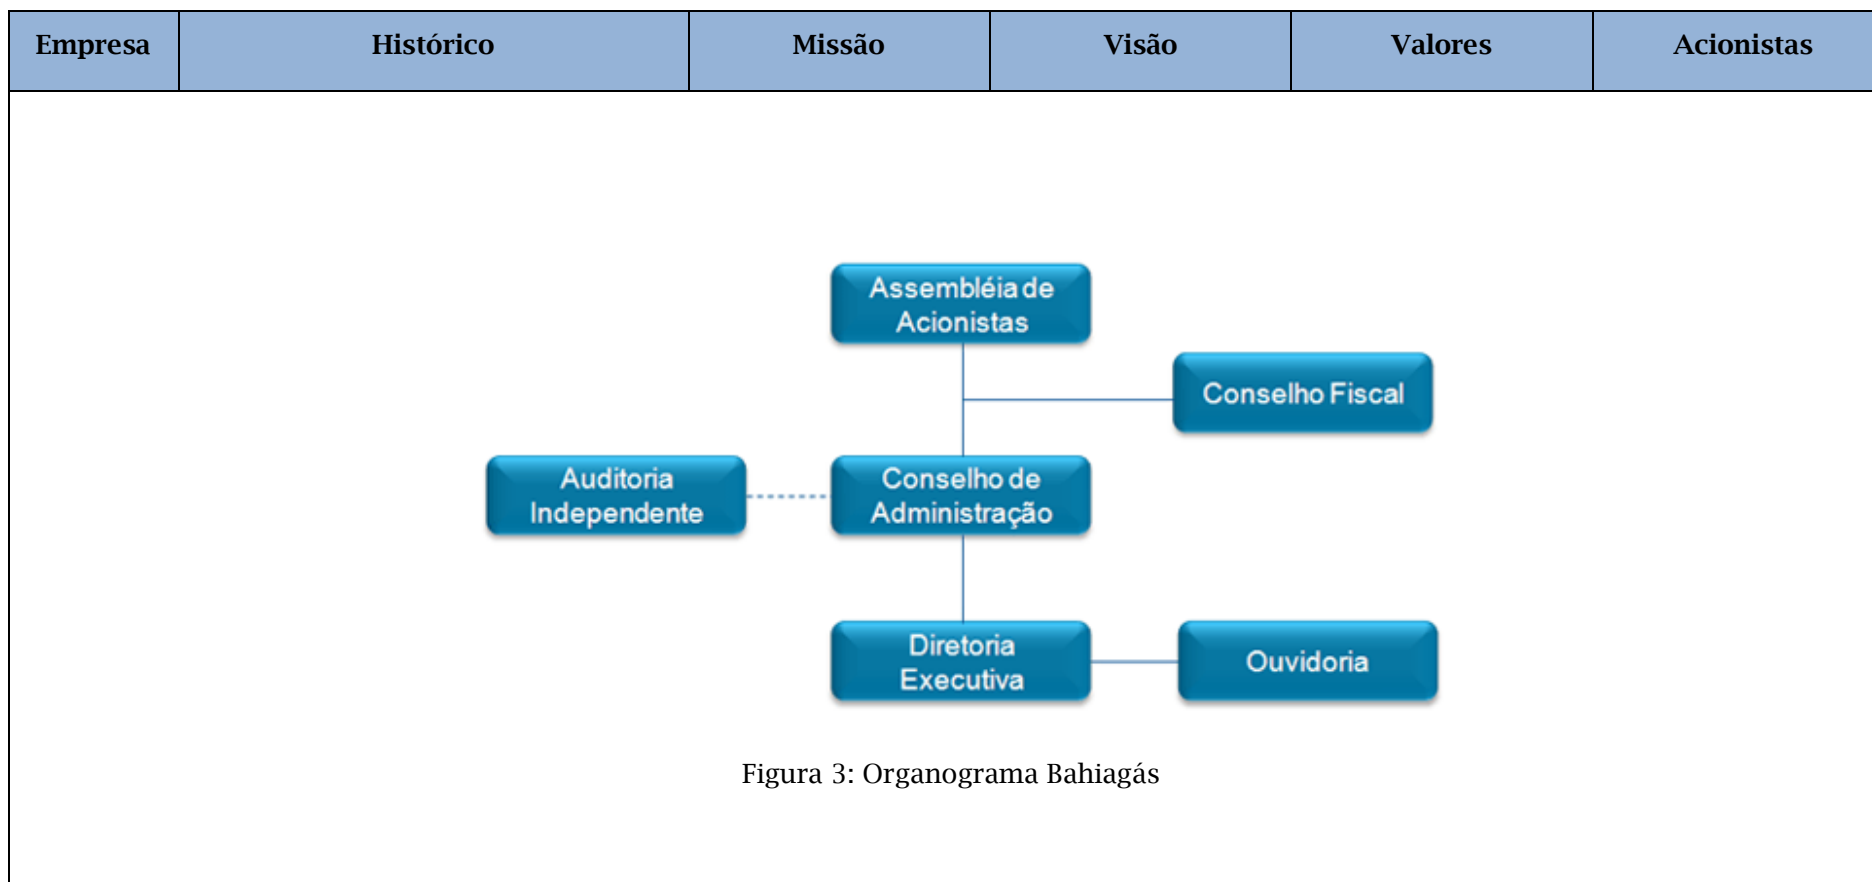 Empresa Histórico Missão Visão Valores Acionistas
Assembléia de
Acionistas
Conselho Fiscal
Auditoria
Independente
Conselho de
Administração
Diretoria
Executiva
Ouvidoria
Figura 3: Organograma Bahiagás